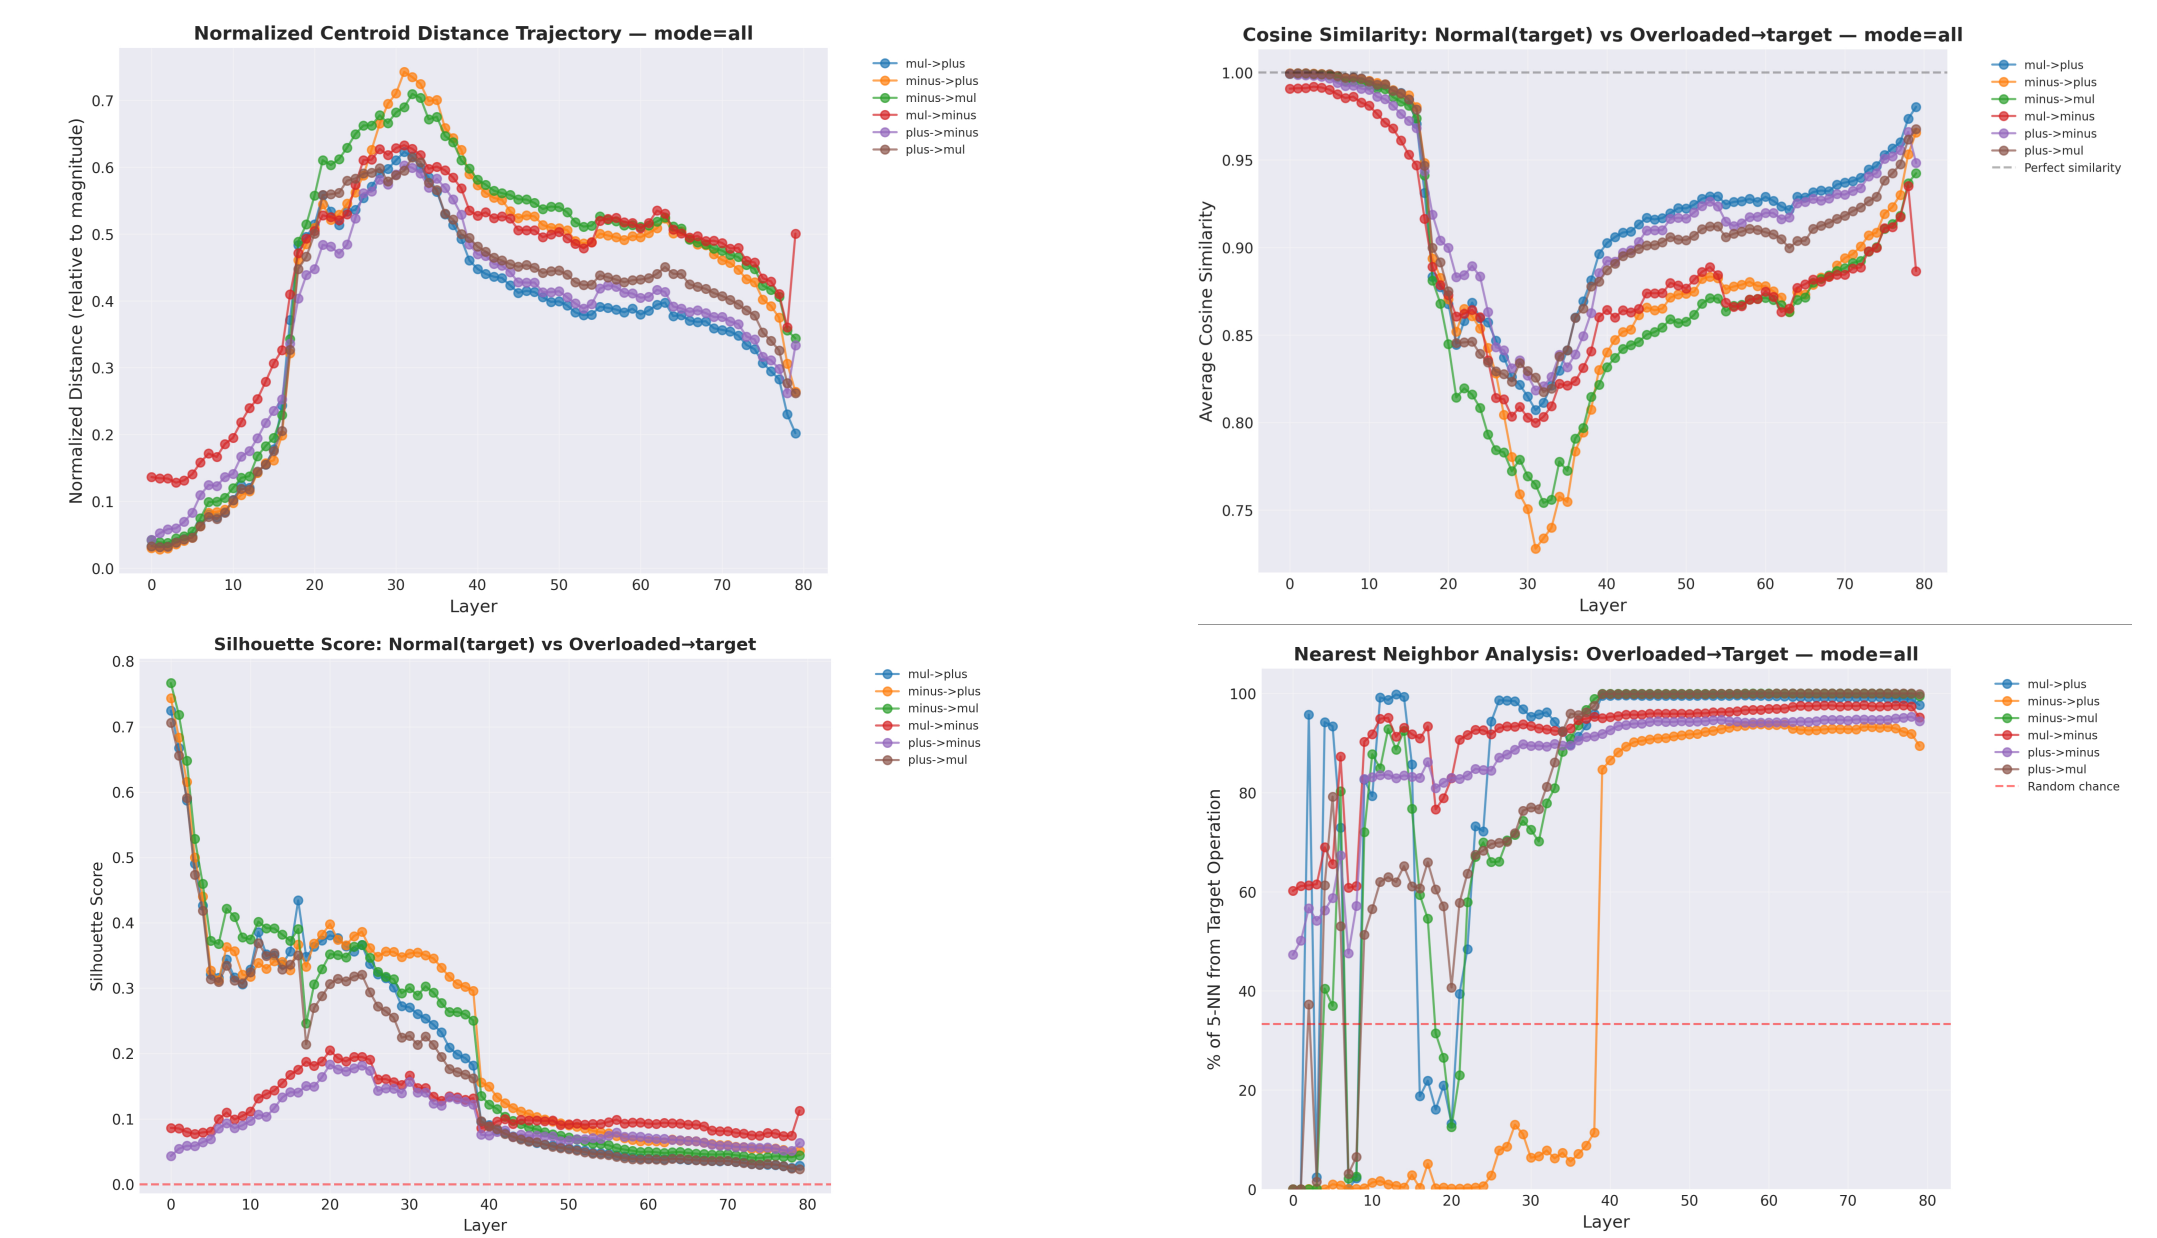 Normalized Centroid Distance Trajectory — mode=all
Normalized Distance (relative to magnitude)
0.7
0.6
0.5
0.4
0.3
0.2
0.1
0.0
0 10 20 30 40 50 60 70 80
Layer
mul->plus
minus->plus
minus->mul
mul->minus
plus->minus
plus->mul
Cosine Similarity: Normal(target) vs Overloaded→target — mode=all
Average Cosine Similarity
1.00
0.95
0.90
0.85
0.80
0.75
0 10 20 30 40 50 60 70 80
Layer
mul->plus
minus->plus
minus->mul
mul->minus
plus->minus
plus->mul
Perfect similarity
Silhouette Score: Normal(target) vs Overloaded→target
Silhouette Score
0.8
0.7
0.6
0.5
0.4
0.3
0.2
0.1
0.0
0 10 20 30 40 50 60 70 80
Layer
mul->plus
minus->plus
minus->mul
mul->minus
plus->minus
plus->mul
Nearest Neighbor Analysis: Overloaded→Target — mode=all
% of 5-NN from Target Operation
100
80
60
40
20
0
0 10 20 30 40 50 60 70 80
Layer
mul->plus
minus->plus
minus->mul
mul->minus
plus->minus
plus->mul
Random chance